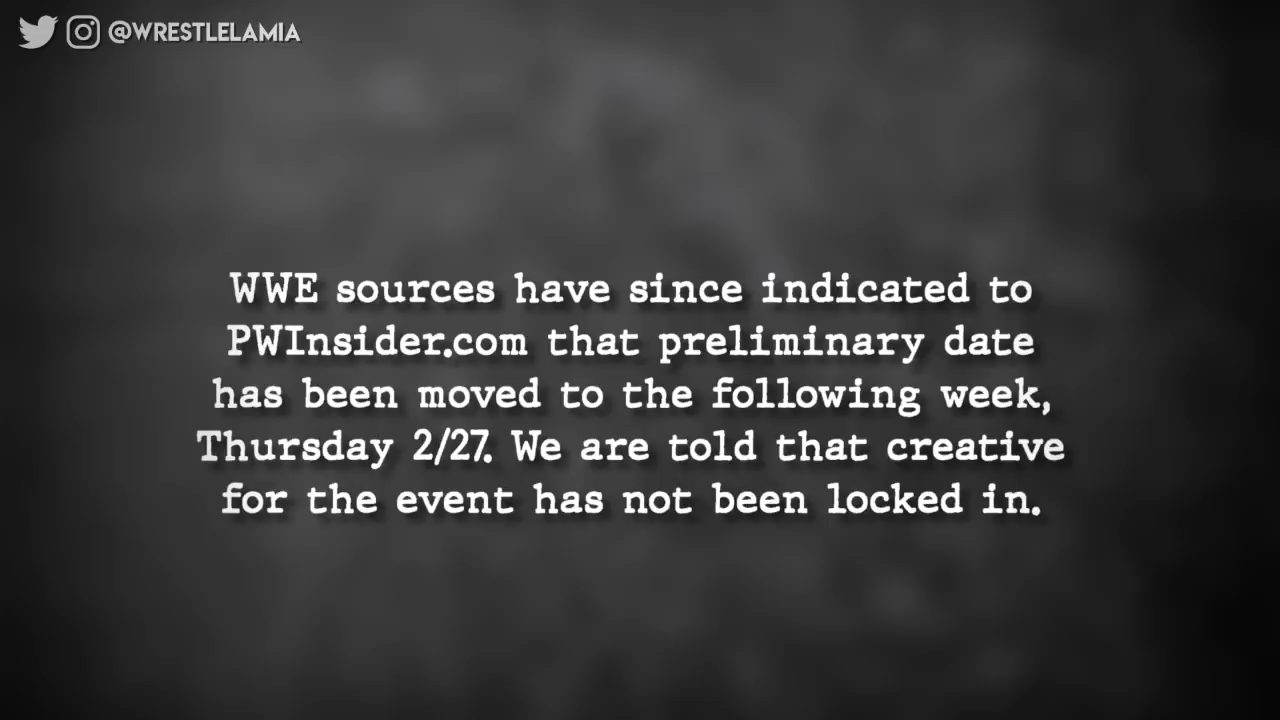 @WRESTLELAMIA
WWE sources have since indicated to
PWInsider.com that preliminary date
has been moved to the following week,
Thursday 2/27. We are told that creative
for the event has not been locked in.